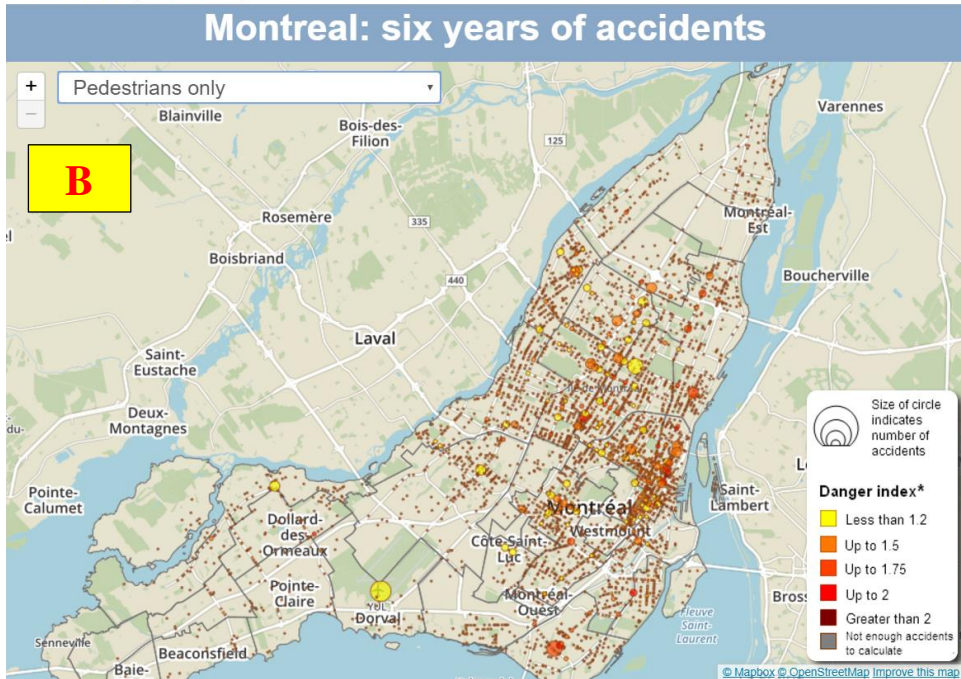 Montreal: six years of accidents
+
Pedestrians only
−
Blainville
Varennes
Bois-des-
Filion
125
B
Rosemère
Montréal-
Est
335
el
Boisbriand
Boucherville
440
Laval
Saint-
Eustache
Deux-
Montagnes
du-
Size of circle
indicates
number of
accidents
Danger index*
Less than 1.2
Up to 1.5
Up to 1.75
Up to 2
Greater than 2
Not enough accidents
to calculate
Pointe-
Calumet
Saint-
Lambert
Dollard-
des-
Ormeaux
Montréal
Westmount
Côte-Saint-
Luc
Pointe-
Claire
YUL
Dorval
Montréal-
Ouest
Bross
Fleuve
Saint-
Laurent
Senneville
Beaconsfield
Baie-
© Mapbox © OpenStreetMap Improve this map